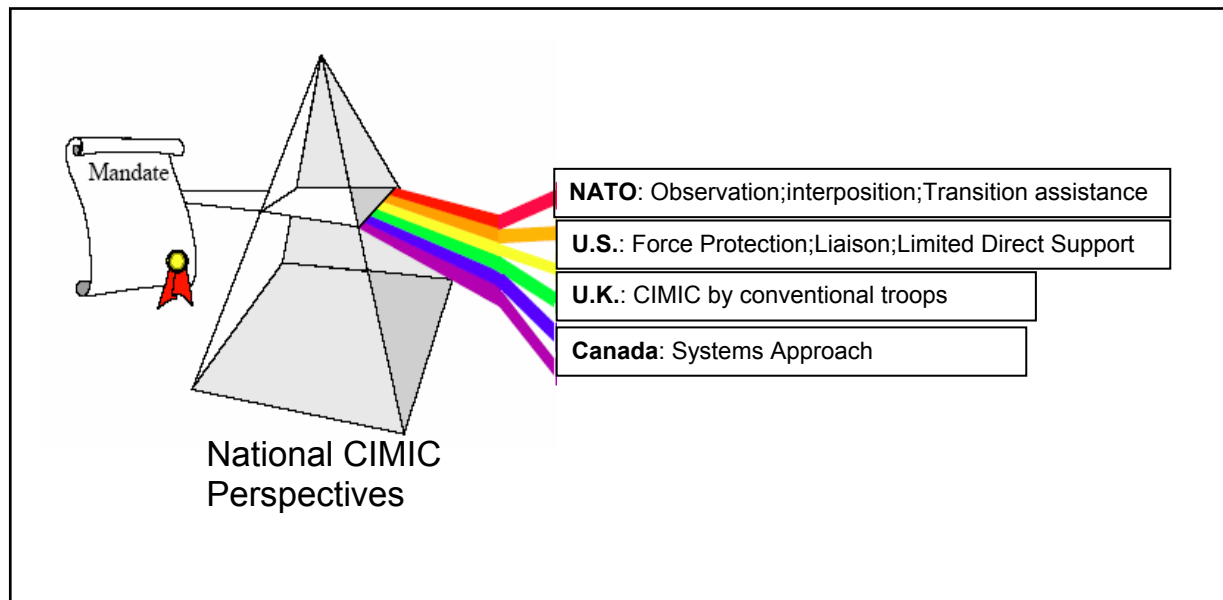 Mandate
NATO: Observation;interposition;Transition assistance
U.S.: Force Protection;Liaison;Limited Direct Support
U.K.: CIMIC by conventional troops
Canada: Systems Approach
National CIMIC
Perspectives